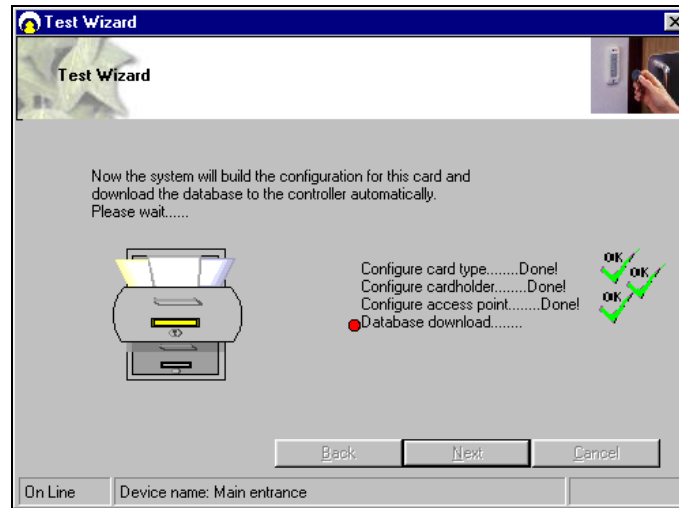 Test Wizard
Test Wizard
Now the system will build the configuration for this card and
download the database to the controller automatically.
Please wait......
Configure card type........Done!
Configure cardholder........Done!
Configure access point........Done!
Database download........
OK
OK
OK
Back
Next
Cancel
On Line
Device name: Main entrance